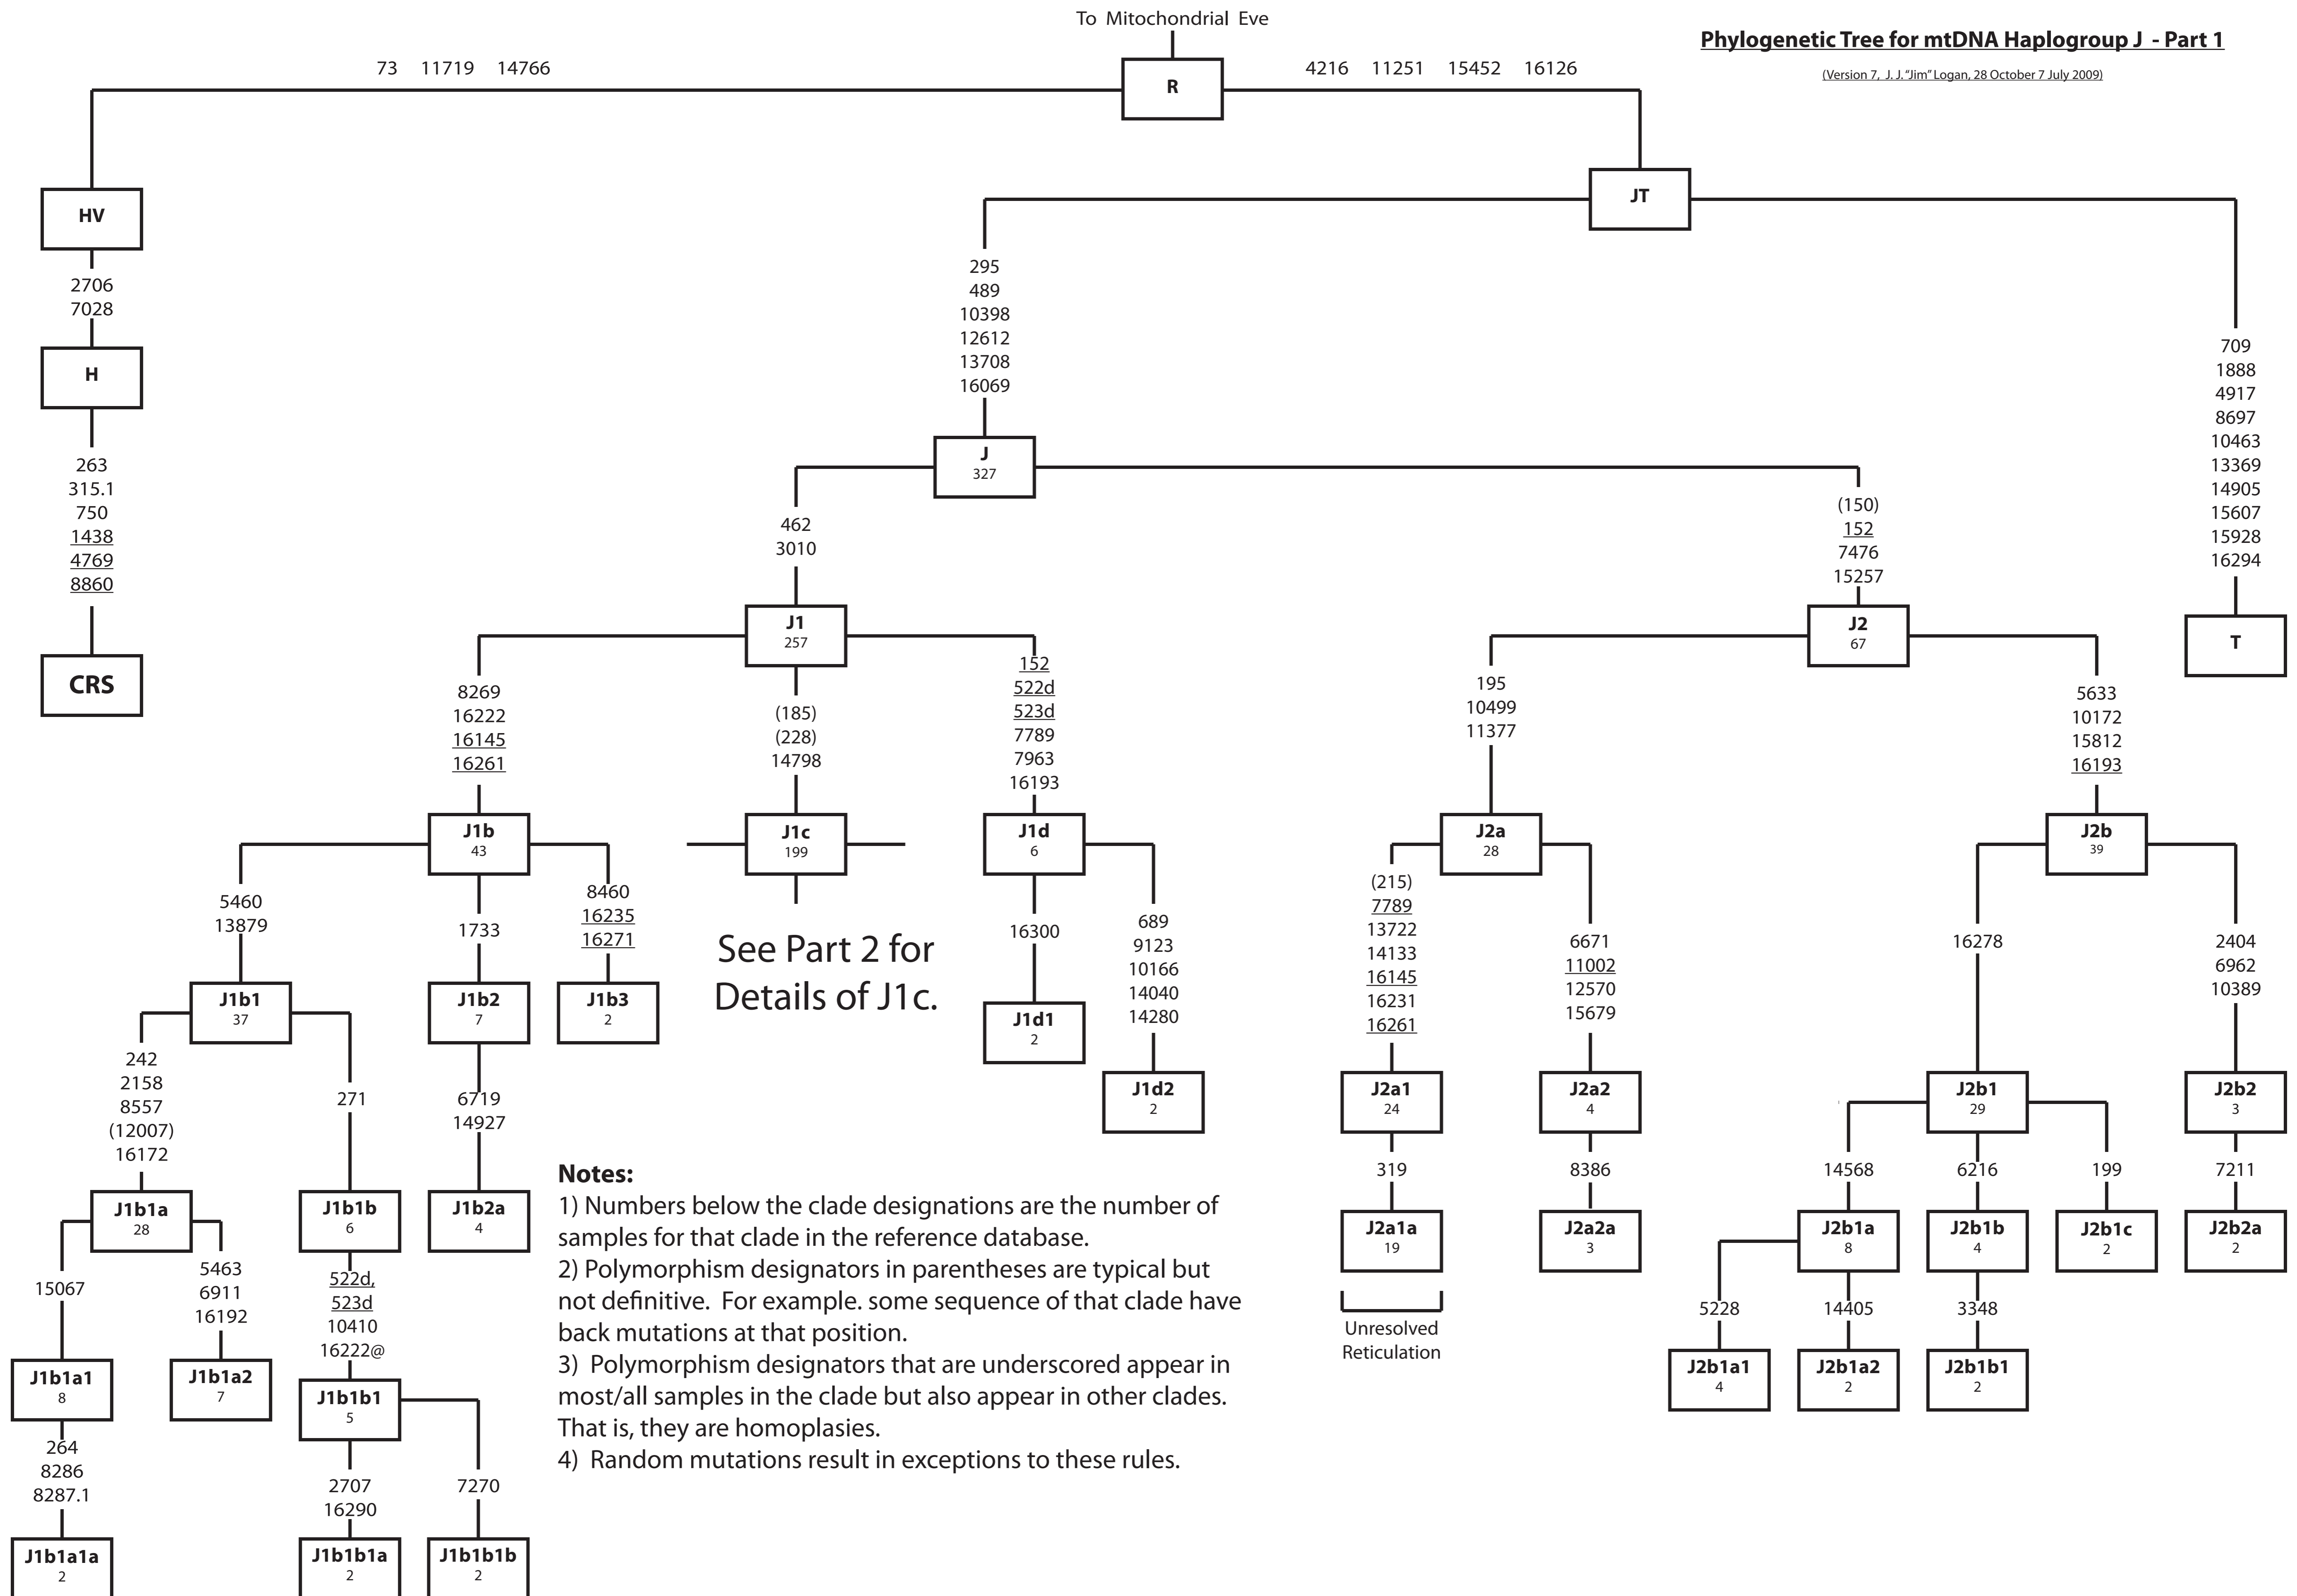 To Mitochondrial Eve
Phylogenetic Tree for mtDNA Haplogroup J - Part 1
(Version 7, J. J. “Jim” Logan, 28 October 7 July 2009)
73 11719 14766
4216 11251 15452 16126
R
JT
HV
2706
7028
H
263
315.1
750
1438
4769
8860
CRS
295
489
10398
12612
13708
16069
J
327
709
1888
4917
8697
10463
13369
14905
15607
15928
16294
T
462
3010
J1
257
(150)
152
7476
15257
J2
67
8269
16222
16145
16261
J1b
43
(185)
(228)
14798
J1c
199
See Part 2 for
Details of J1c.
152
522d
523d
7789
7963
16193
J1d
6
195
10499
11377
J2a
28
5633
10172
15812
16193
J2b
39
5460
13879
J1b1
37
1733
J1b2
7
8460
16235
16271
J1b3
2
16300
J1d1
2
689
9123
10166
14040
14280
J1d2
2
(215)
7789
13722
14133
16145
16231
16261
J2a1
24
6671
11002
12570
15679
J2a2
4
16278
J2b1
29
2404
6962
10389
J2b2
3
242
2158
8557
(12007)
16172
J1b1a
28
271
J1b1b
6
6719
14927
J1b2a
4
319
J2a1a
19
Unresolved
Reticulation
8386
J2a2a
3
14568
J2b1a
8
6216
J2b1b
4
199
J2b1c
2
7211
J2b2a
2
15067
J1b1a1
8
5463
6911
16192
J1b1a2
7
522d,
523d
10410
16222@
J1b1b1
5
5228
J2b1a1
4
14405
J2b1a2
2
3348
J2b1b1
2
264
8286
8287.1
J1b1a1a
2
2707
16290
J1b1b1a
2
7270
J1b1b1b
2
Notes:
1) Numbers below the clade designations are the number of
samples for that clade in the reference database.
2) Polymorphism designators in parentheses are typical but
not definitive. For example. some sequence of that clade have
back mutations at that position.
3) Polymorphism designators that are underscored appear in
most/all samples in the clade but also appear in other clades.
That is, they are homoplasies.
4) Random mutations result in exceptions to these rules.